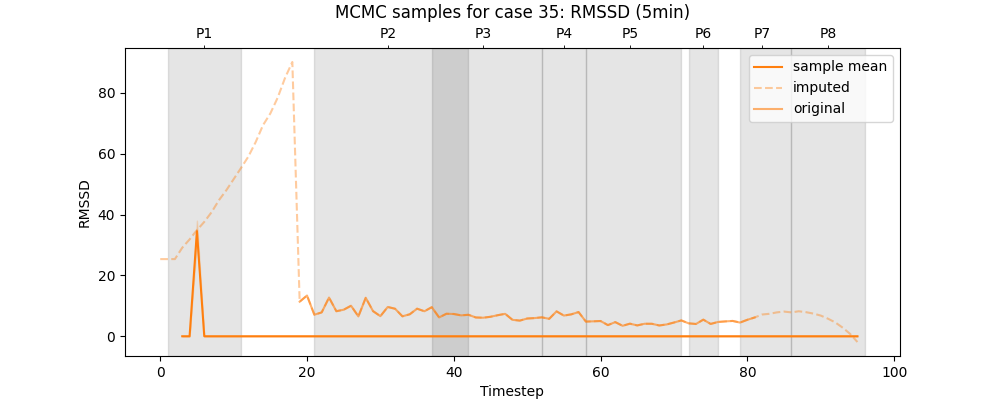 MCMC samples for case 35: RMSSD (5min)
P1 P2 P3 P4 P5 P6 P7 P8
sample mean
imputed
original
80
60
40
20
0
RMSSD
0 20 40 60 80 100
Timestep